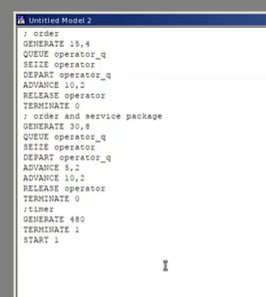 Untitled Model 2
; order
GENERATE 15,4
QUEUE operator_q
SEIZE operator
DEPART operator_q
ADVANCE 10,2
RELEASE operator
TERMINATE 0
; order and service package
GENERATE 30,8
QUEUE operator_q
SEIZE operator
DEPART operator_q
ADVANCE 5,2
ADVANCE 10,2
RELEASE operator
TERMINATE 0
;timer
GENERATE 480
TERMINATE 1
START 1